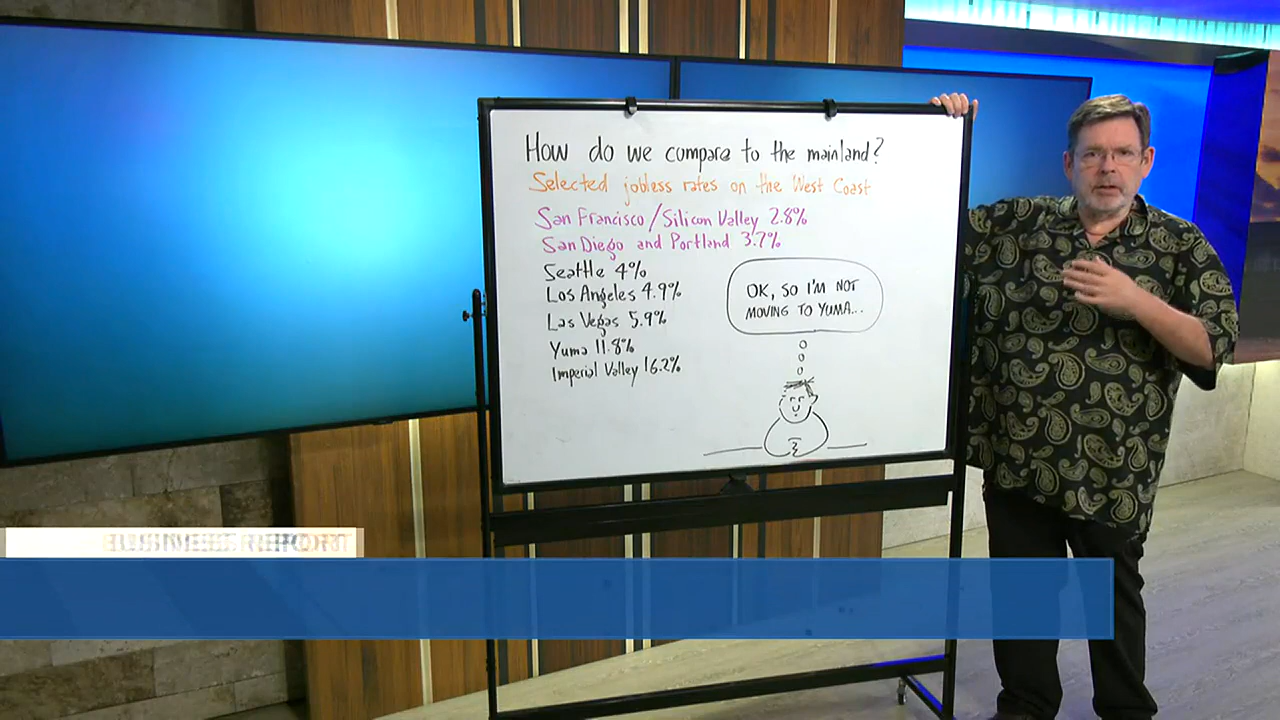 How do we compare to the mainland?
Selected jobless rates on the West Coast
San Francisco/Silicon Valley 2.8%
San Diego and Portland 3.7%
Seattle 4%
Los Angeles 4.9%
Las Vegas 5.9%
Yuma 11.8%
Imperial Valley 16.2%
OK, SO I'M NOT
MOVING TO YUMA...
BUSINESS REPORT